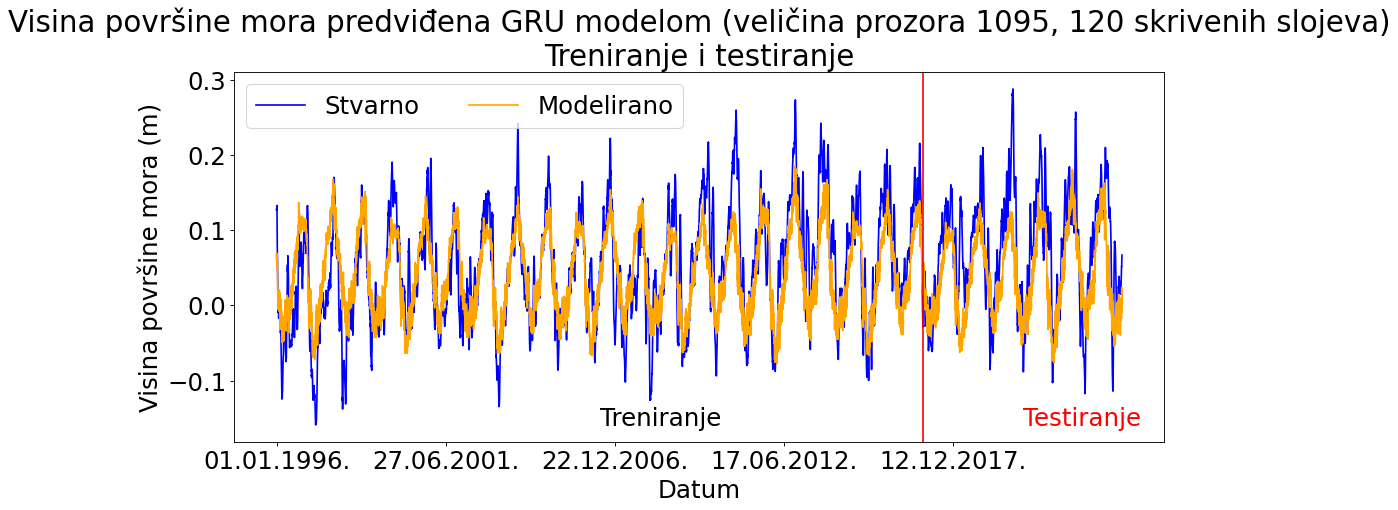 Visina površine mora predviđena GRU modelom (veličina prozora 1095, 120 skrivenih slojeva)
Treniranje i testiranje
Stvarno
Modelirano
Visina površine mora (m)
0.3
0.2
0.1
0.0
−0.1
Treniranje
Testiranje
01.01.1996.
27.06.2001.
22.12.2006.
17.06.2012.
12.12.2017.
Datum